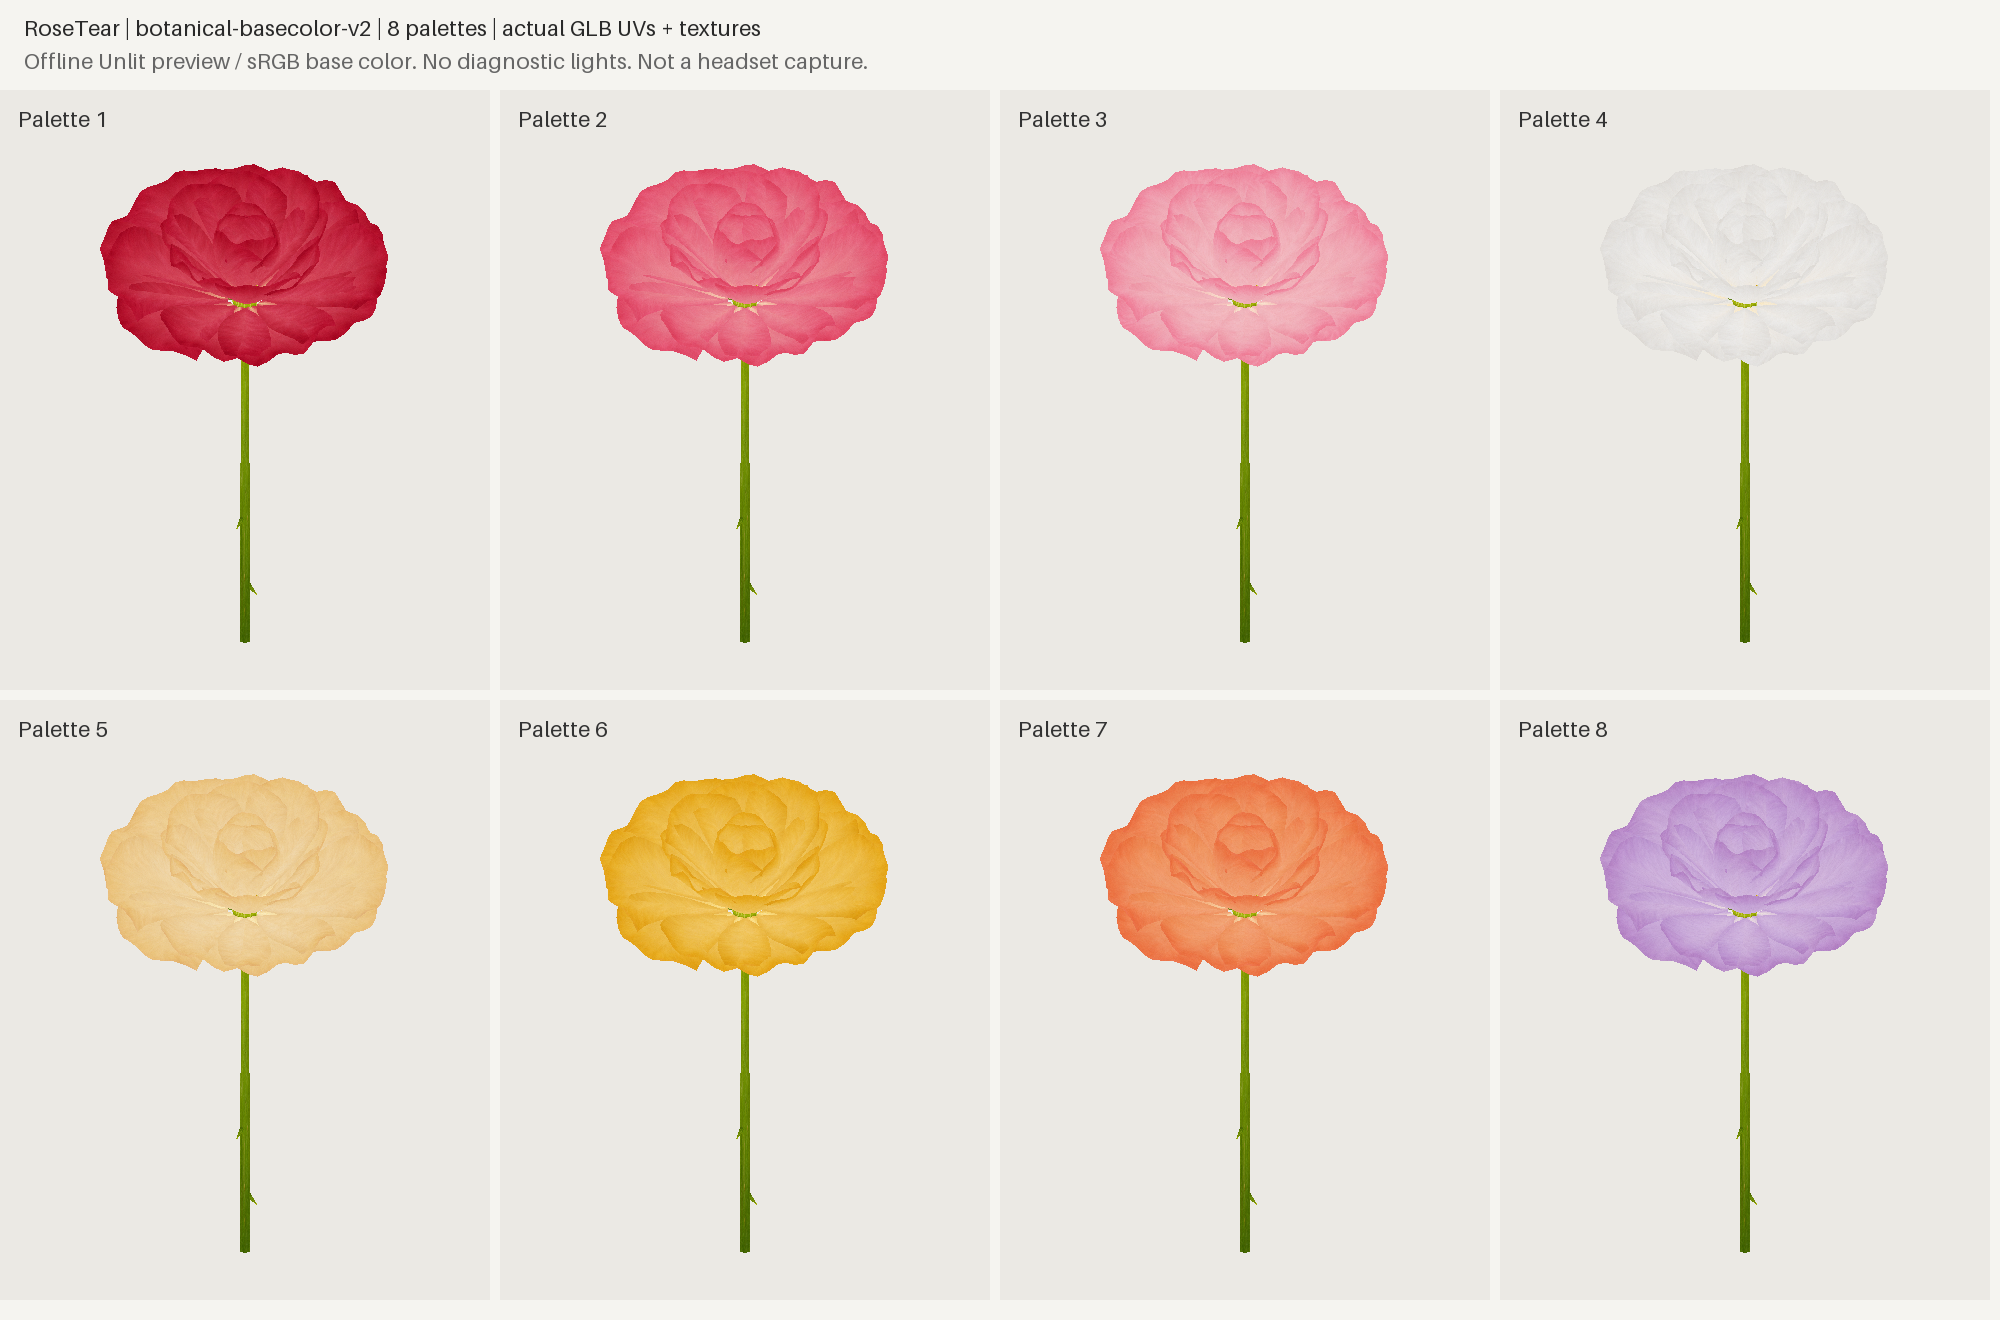 RoseTear | botanical-basecolor-v2 | 8 palettes | actual GLB UVs + textures
Offline Unlit preview / sRGB base color. No diagnostic lights. Not a headset capture.
Palette 1
Palette 2
Palette 3
Palette 4
Palette 5
Palette 6
Palette 7
Palette 8